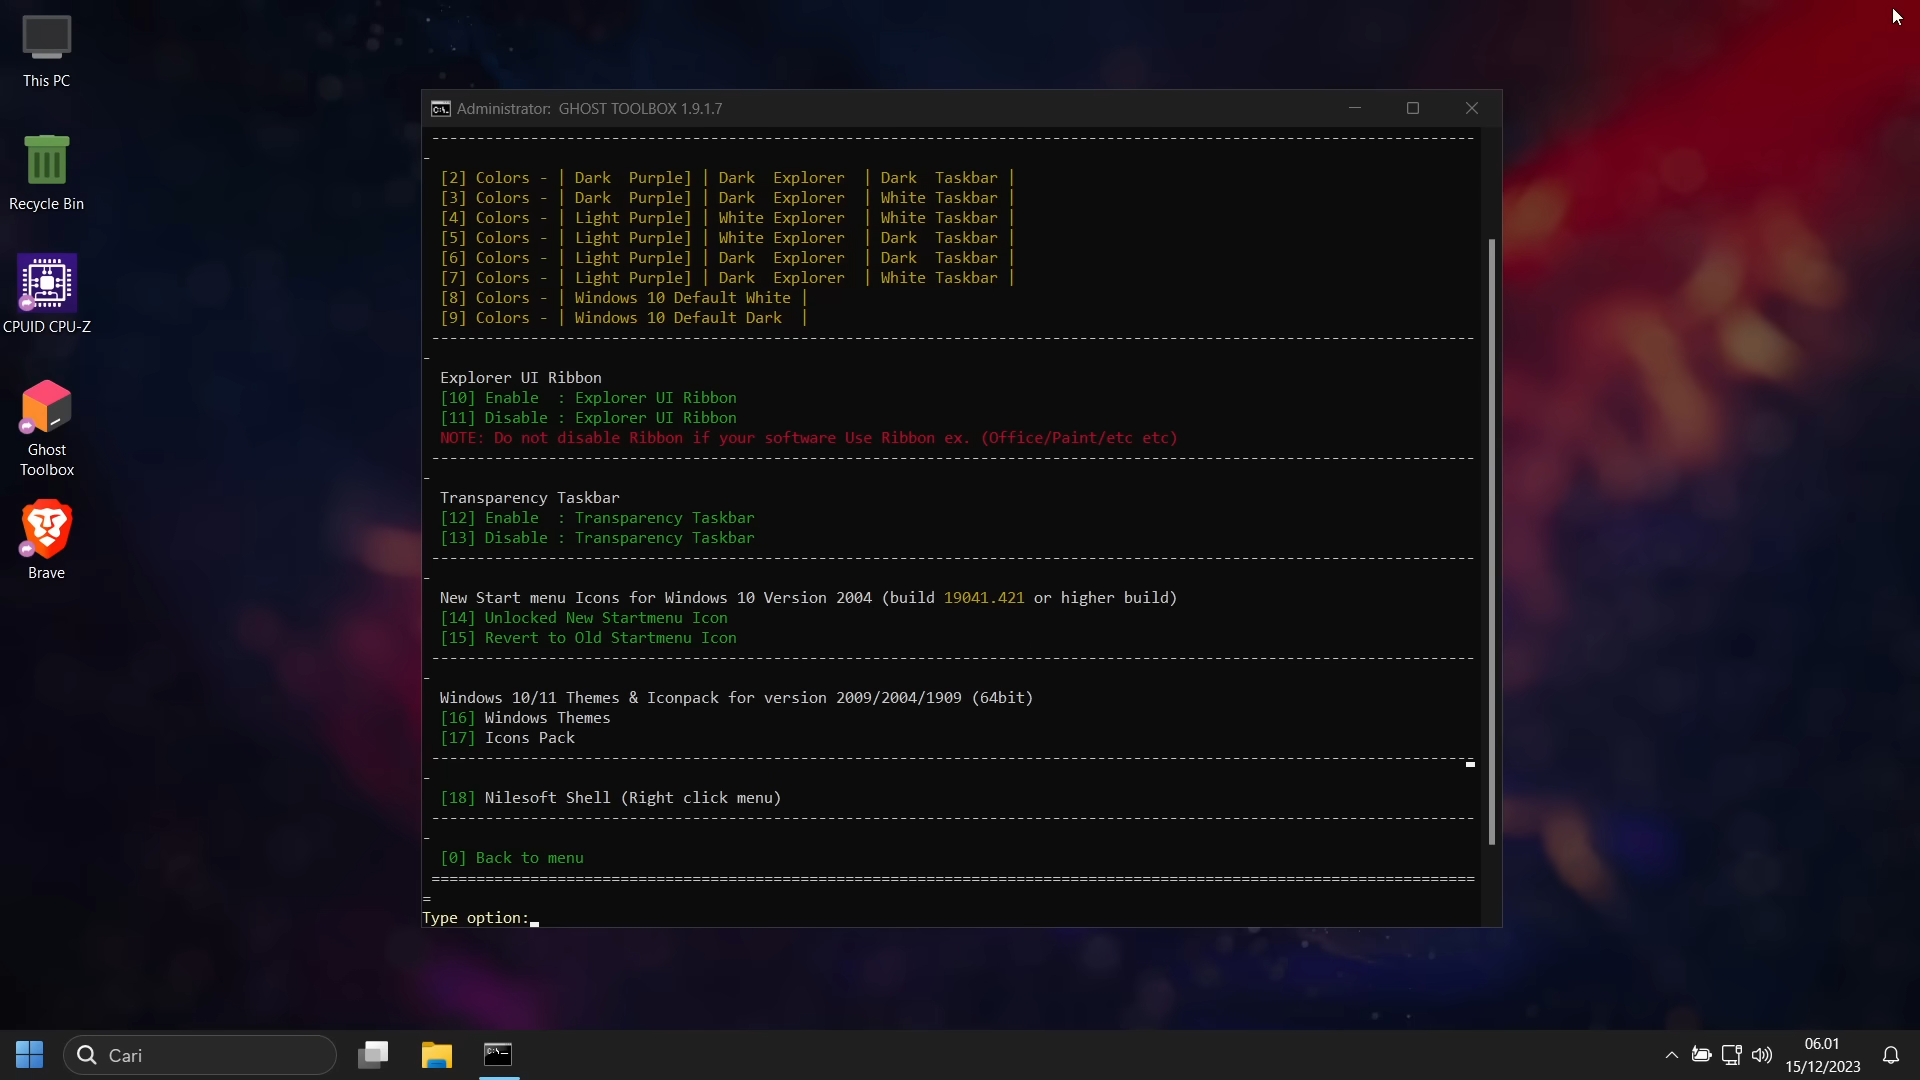 This PC
Recycle Bin
CPUID CPU-Z
Ghost
Toolbox
Brave
Administrator:  GHOST TOOLBOX 1.9.1.7
--------------------------------------------------------------------------------------------------------------------
-
[2] Colors - | Dark  Purple] | Dark  Explorer  | Dark  Taskbar |
[3] Colors - | Dark  Purple] | Dark  Explorer  | White Taskbar |
[4] Colors - | Light Purple] | White Explorer  | White Taskbar |
[5] Colors - | Light Purple] | White Explorer  | Dark  Taskbar |
[6] Colors - | Light Purple] | Dark  Explorer  | Dark  Taskbar |
[7] Colors - | Light Purple] | Dark  Explorer  | White Taskbar |
[8] Colors - | Windows 10 Default White |
[9] Colors - | Windows 10 Default Dark  |
--------------------------------------------------------------------------------------------------------------------
-
Explorer UI Ribbon
[10] Enable  : Explorer UI Ribbon
[11] Disable : Explorer UI Ribbon
NOTE: Do not disable Ribbon if your software Use Ribbon ex. (Office/Paint/etc etc)
--------------------------------------------------------------------------------------------------------------------
-
Transparency Taskbar
[12] Enable  : Transparency Taskbar
[13] Disable : Transparency Taskbar
--------------------------------------------------------------------------------------------------------------------
-
New Start menu Icons for Windows 10 Version 2004 (build 19041.421 or higher build)
[14] Unlocked New Startmenu Icon
[15] Revert to Old Startmenu Icon
--------------------------------------------------------------------------------------------------------------------
-
Windows 10/11 Themes & Iconpack for version 2009/2004/1909 (64bit)
[16] Windows Themes
[17] Icons Pack
--------------------------------------------------------------------------------------------------------------------
-
[18] Nilesoft Shell (Right click menu)
--------------------------------------------------------------------------------------------------------------------
-
[0] Back to menu
====================================================================================================================
=
Type option:
Cari
06.01
15/12/2023